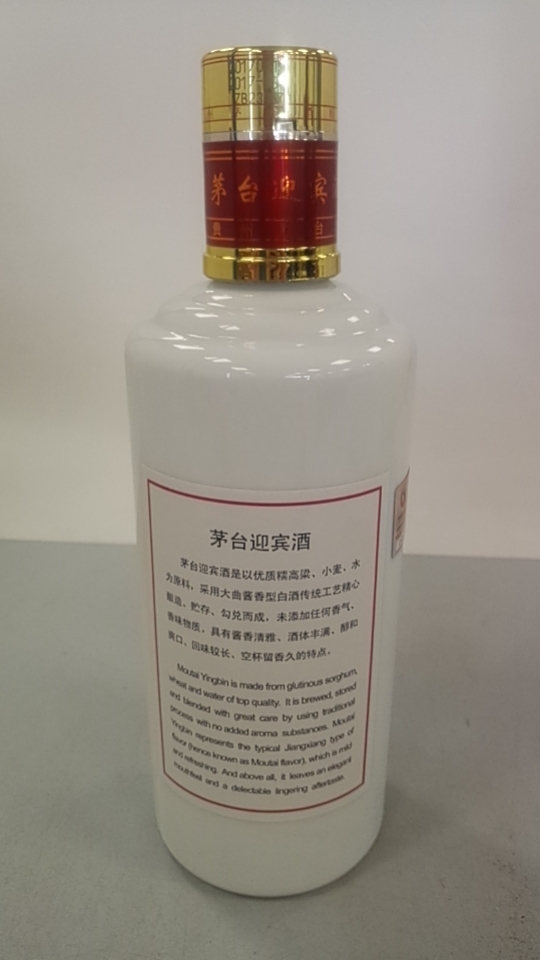 茅台迎宾
茅台迎宾酒
茅台迎宾酒是以优质糯高梁、小麦、水
为原料，采用大曲酱香型白酒传统工艺精心
酿造、贮存、勾兑而成，未添加任何香气、
香味物质，具有酱香清雅、酒体丰满、醇和
爽口、回味较长、空杯留香久的特点。
Moutai Yingbin is made from glutinous sorghum,
wheat and water of top quality. It is brewed, stored
and blended with great care by using traditional
process with no added aroma substances. Moutai
Yingbin represents the typical Jiangxiang type of
flavor (hence known as Moutai flavor), which is mild
and refreshing. And above all, it leaves an elegant
mouthfeel and a delectable lingering aftertaste.